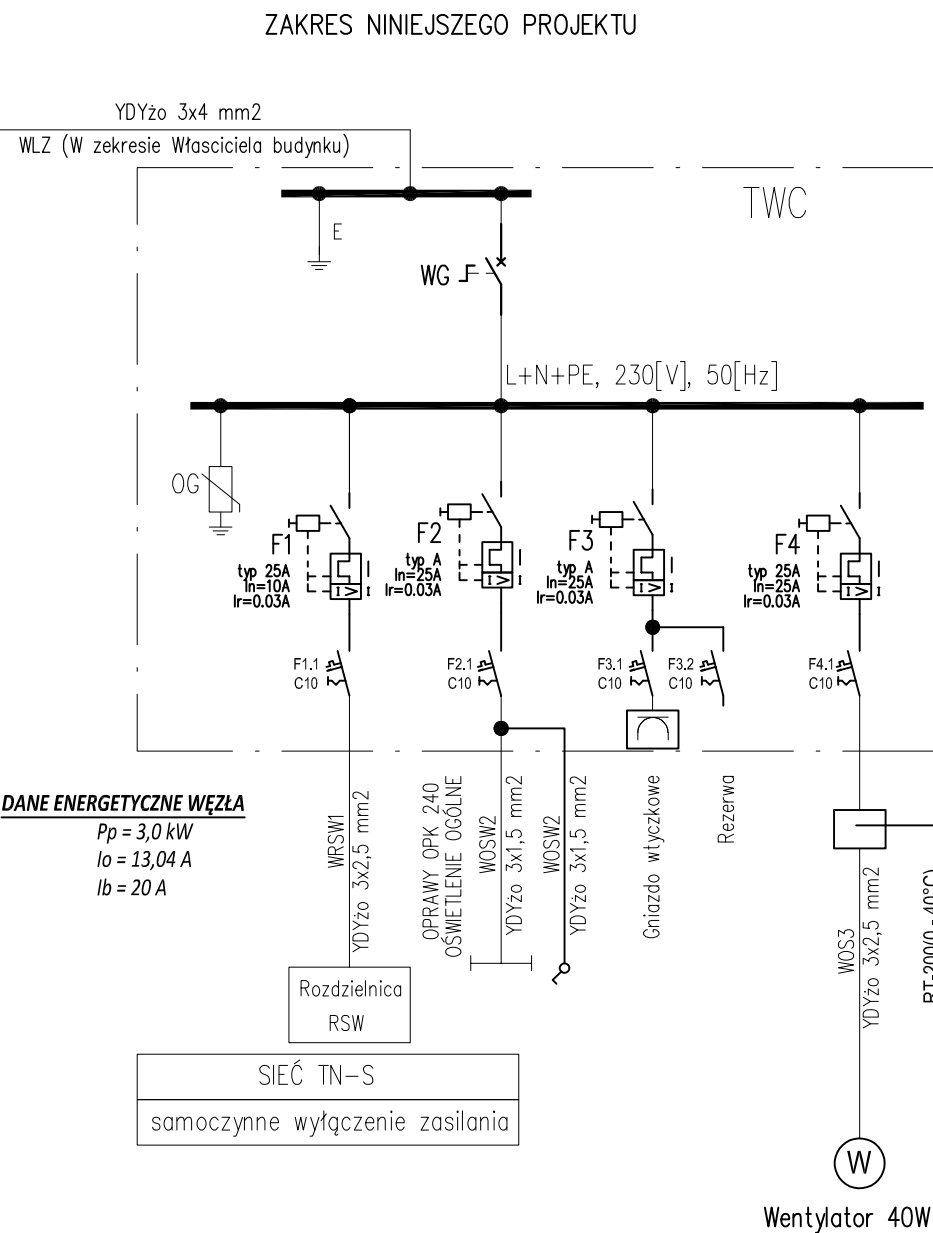 ZAKRES NINIEJSZEGO PROJEKTU
YDYżo 3x4 mm2
WLZ (W zekresie Własciciela budynku)
TWC
E
WG
L+N+PE, 230[V], 50[Hz]
OG
F1
typ 25A
In=10A
Ir=0.03A
I V I
F2
typ A
In=25A
Ir=0.03A
I V I
F3
typ A
In=25A
Ir=0.03A
I V I
F4
typ 25A
In=25A
Ir=0.03A
I V I
F1.1
C10
F2.1
C10
F3.1
C10
F3.2
C10
F4.1
C10
DANE ENERGETYCZNE WĘZŁA
Pp = 3,0 kW
Io = 13,04 A
Ib = 20 A
WRSW1
YDYżo 3x2,5 mm2
OPRAWY OPK 240
OŚWIETLENIE OGÓLNE
WOSW2
YDYżo 3x1,5 mm2
WOSW2
YDYżo 3x1,5 mm2
Gniazdo wtyczkowe
Rezerwa
WOS3
YDYżo 3x2,5 mm2
RT-200(0 - 40°C)
Rozdzielnica
RSW
SIEĆ TN-S
samoczynne wyłączenie zasilania
W
Wentylator 40W